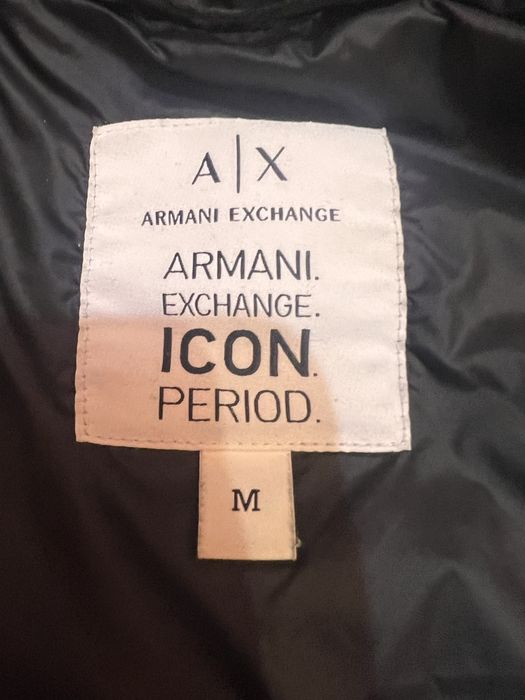 A|X
ARMANI EXCHANGE
ARMANI.
EXCHANGE.
ICON.
PERIOD.
M